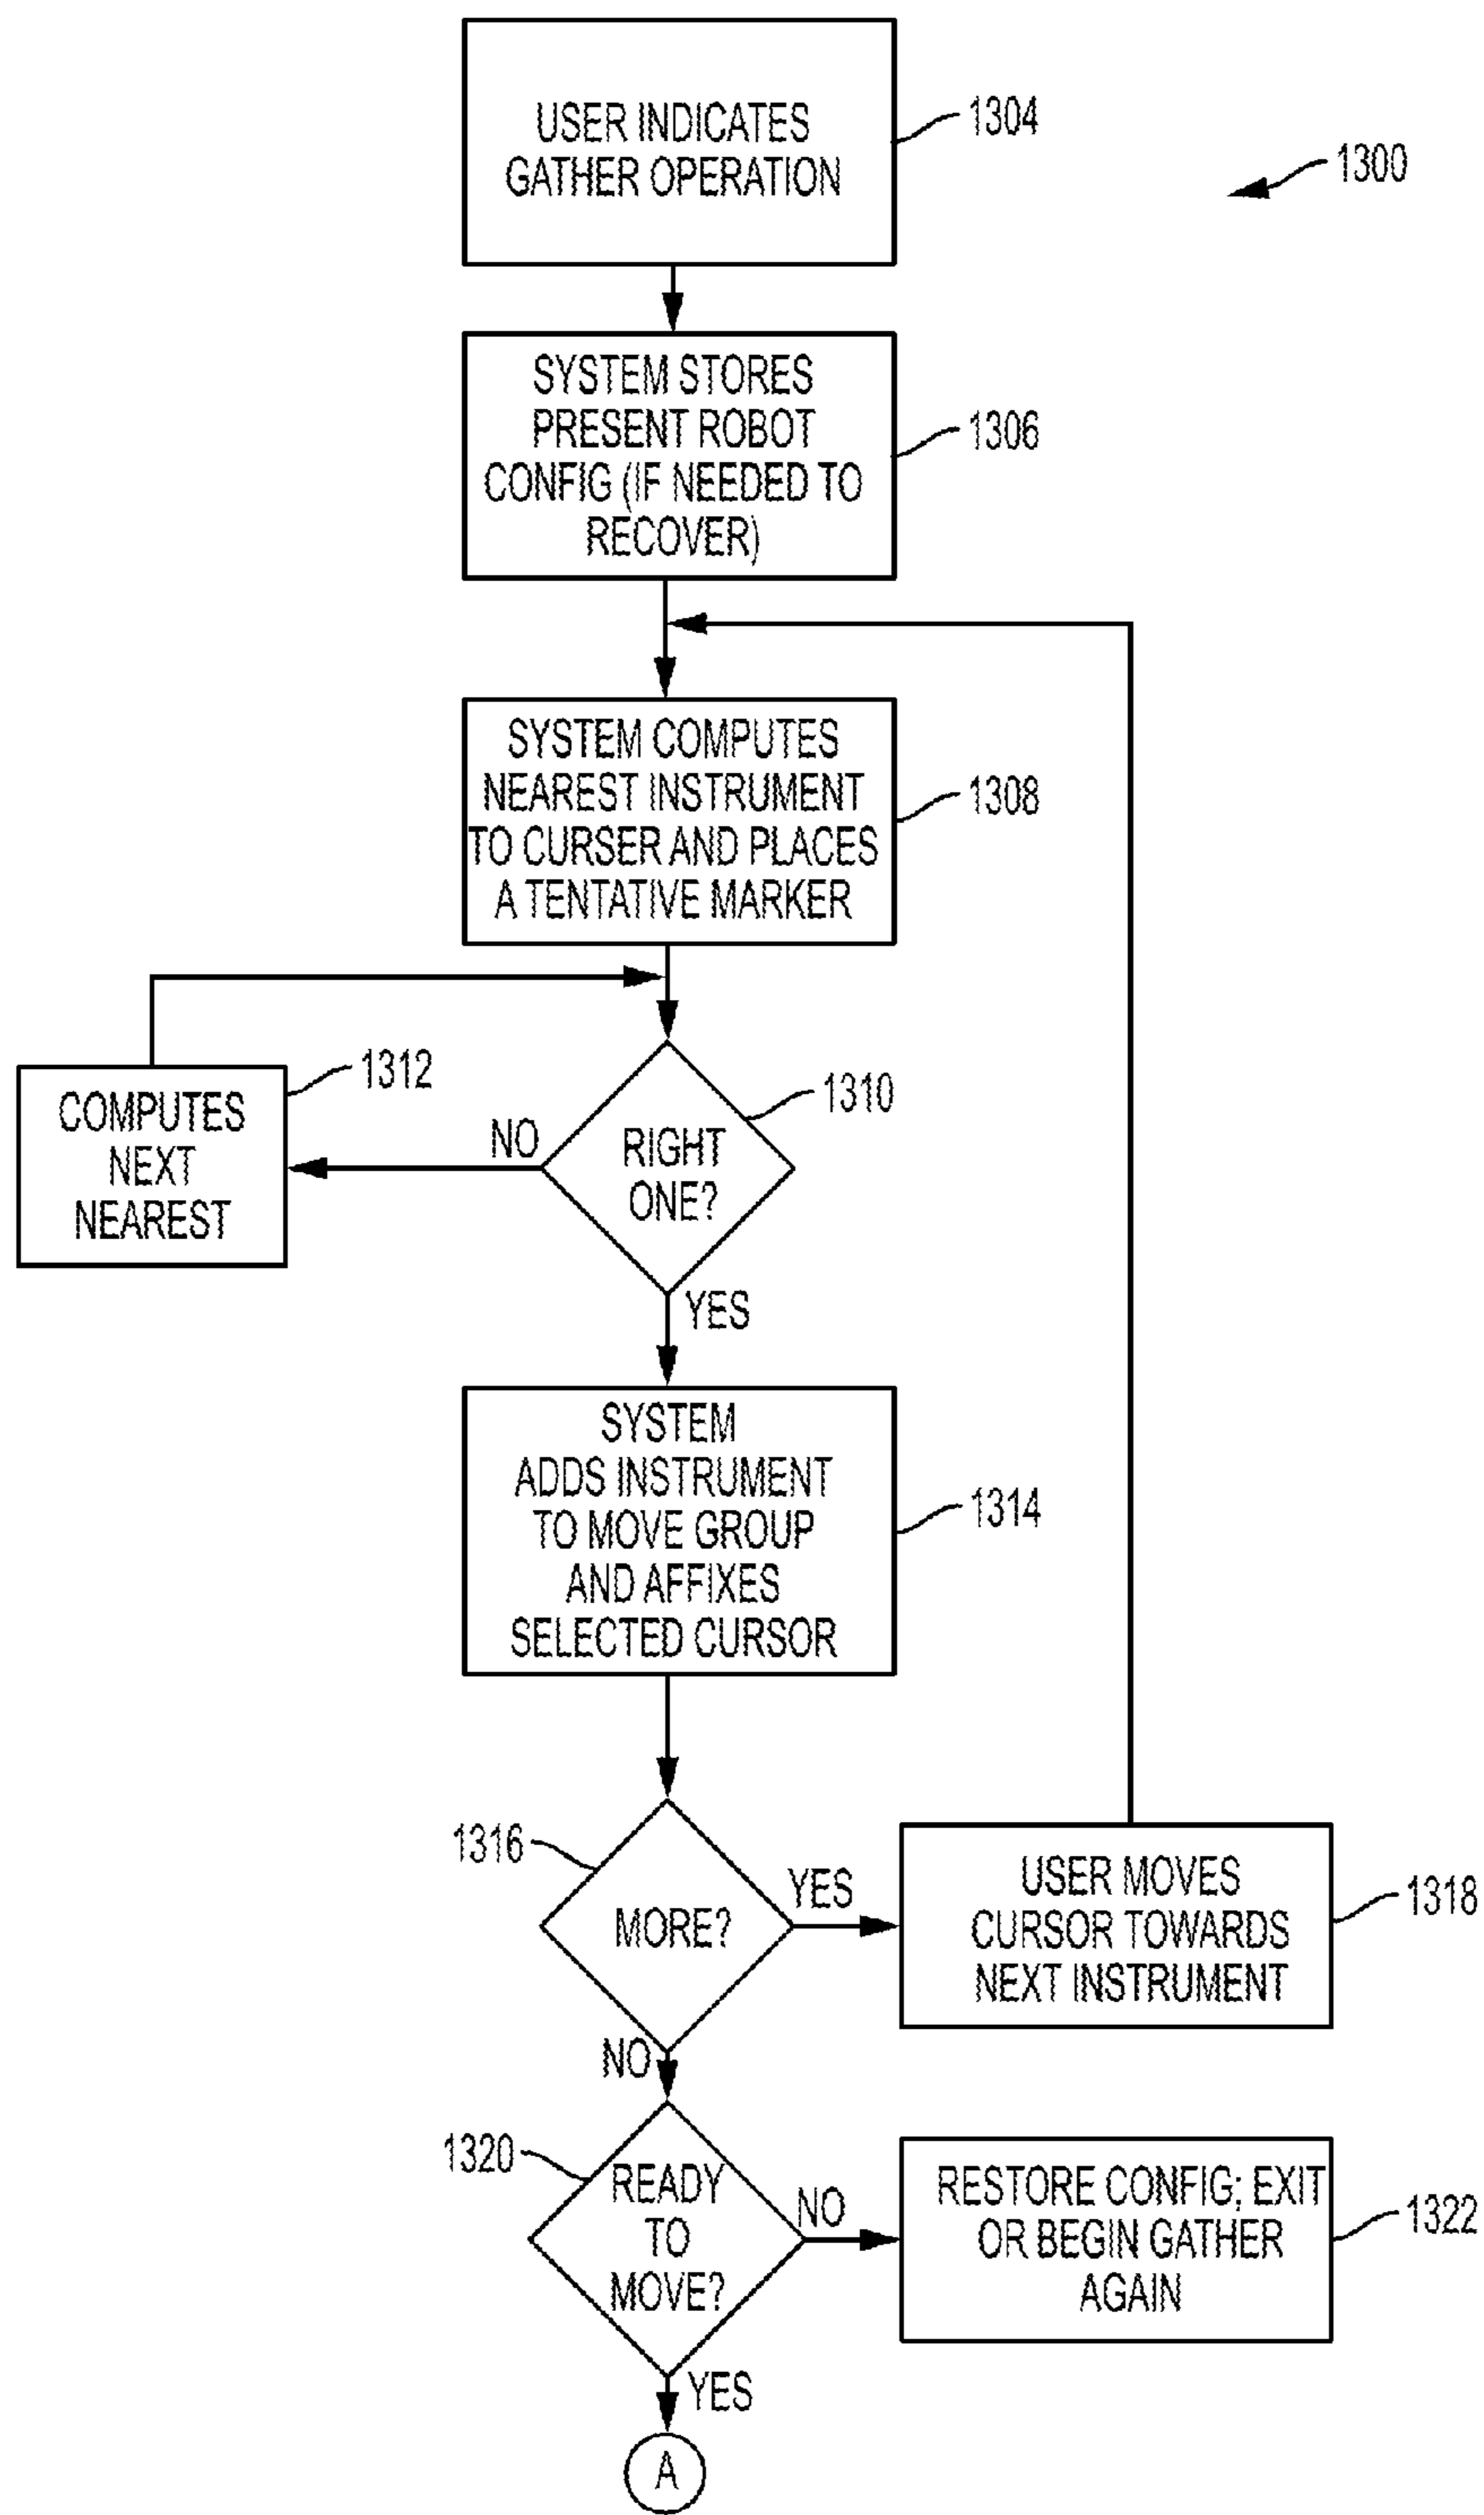 USER INDICATES
GATHER OPERATION
1304
1300
SYSTEM STORES
PRESENT ROBOT
CONFIG (IF NEEDED TO
RECOVER)
1306
SYSTEM COMPUTES
NEAREST INSTRUMENT
TO CURSER AND PLACES
A TENTATIVE MARKER
1308
1312
COMPUTES
NEXT
NEAREST
NO
1310
RIGHT
ONE?
YES
SYSTEM
ADDS INSTRUMENT
TO MOVE GROUP
AND AFFIXES
SELECTED CURSOR
1314
1316
MORE?
YES
USER MOVES
CURSOR TOWARDS
NEXT INSTRUMENT
1318
NO
1320
READY
TO
MOVE?
NO
RESTORE CONFIG; EXIT
OR BEGIN GATHER
AGAIN
1322
YES
A